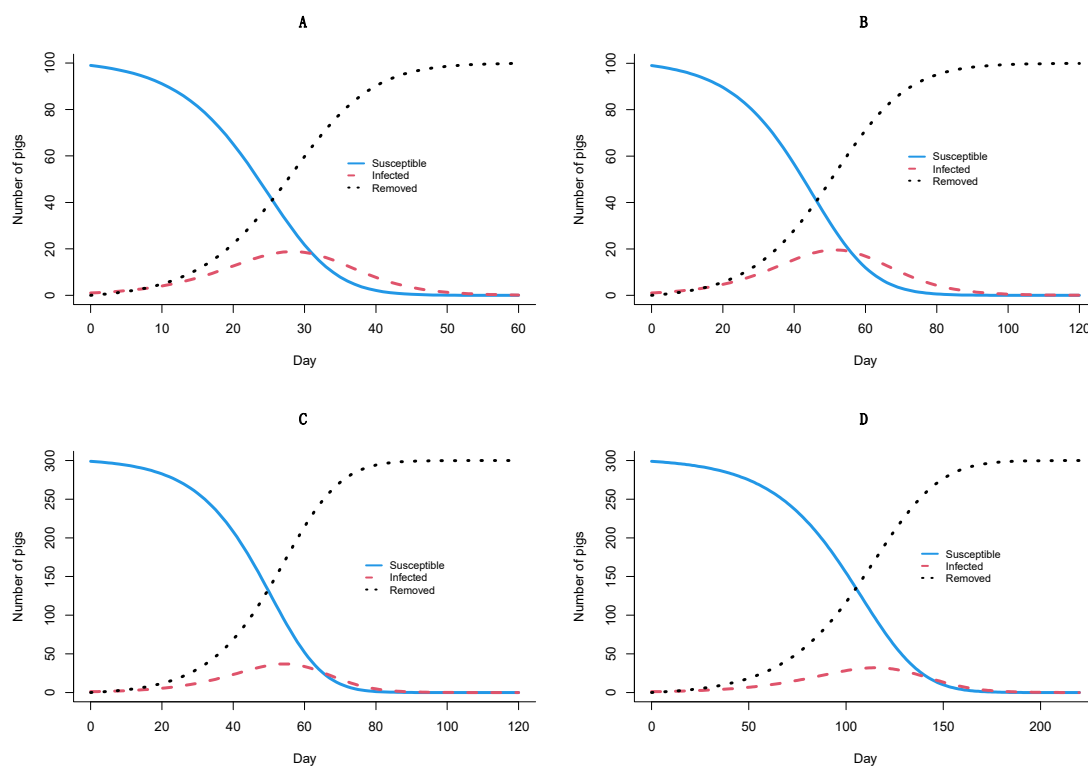 A
Number of pigs
100
80
60
40
20
0
Susceptible
Infected
Removed
0 10 20 30 40 50 60
Day
B
Number of pigs
100
80
60
40
20
0
Susceptible
Infected
Removed
0 20 40 60 80 100 120
Day
C
Number of pigs
300
250
200
150
100
50
0
Susceptible
Infected
Removed
0 20 40 60 80 100 120
Day
D
Number of pigs
300
250
200
150
100
50
0
Susceptible
Infected
Removed
0 50 100 150 200
Day